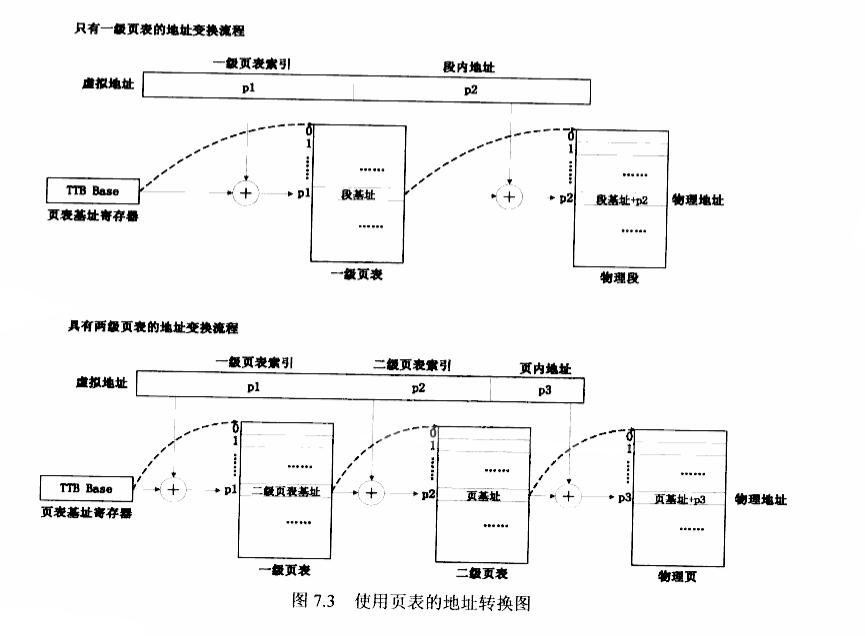 只有一级页表的地址变换流程
一级页表索引 段内地址
虚拟地址 p1 p2
0 0
1 1
...... ......
TTB Base p1 段基址 p2 段基址+p2 物理地址
页表基址寄存器
...... ......
一级页表 物理段
具有两级页表的地址变换流程
一级页表索引 二级页表索引 页内地址
虚拟地址 p1 p2 p3
0 0 0
1 1 1
...... ...... ......
TTB Base p1 二级页表基址 p2 页基址 p3 页基址+p3 物理地址
页表基址寄存器
...... ...... ......
一级页表 二级页表 物理页
图 7.3 使用页表的地址转换图